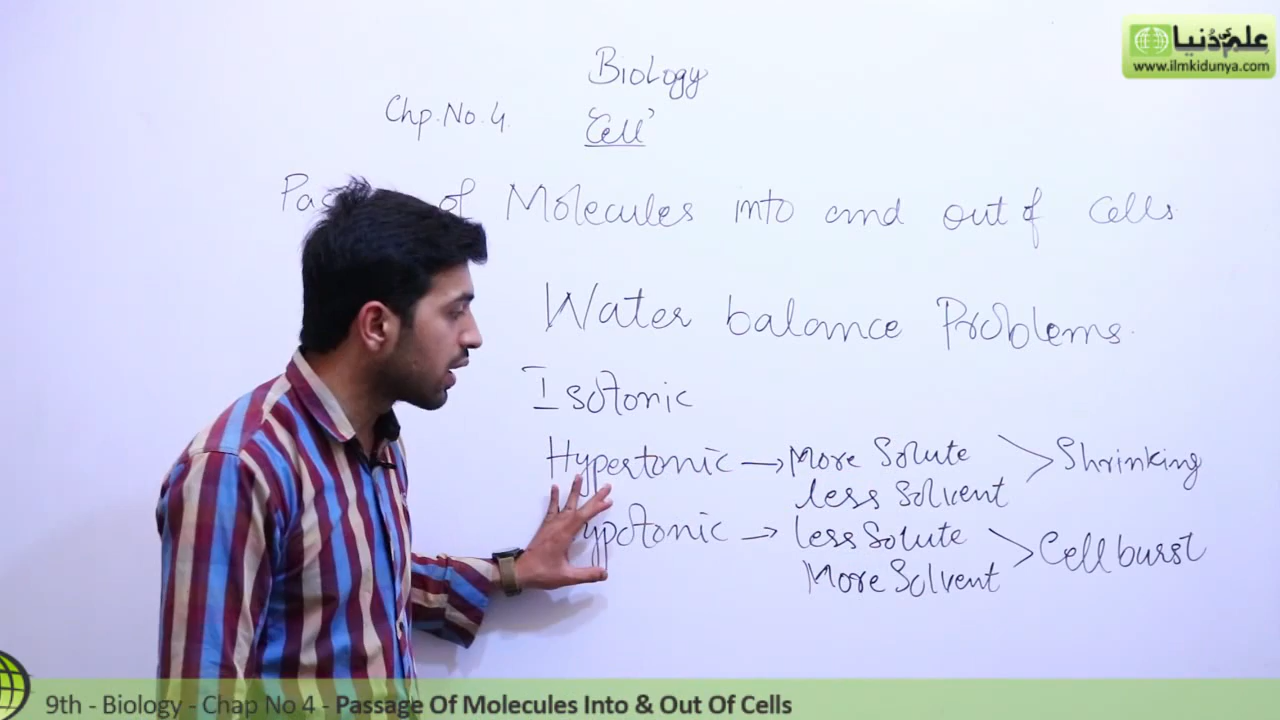 علم کی دُنیا
www.ilmkidunya.com
Biology
Chp. No. 4.
"Cell"
of Molecules into and out of Cells
Water balance Problems.
Isotonic
Hypertonic → More Solute > Shrinking
less Solvent
ypotonic → less Solute > Cell burst
More Solvent
9th - Biology - Chap No 4 - Passage Of Molecules Into & Out Of Cells